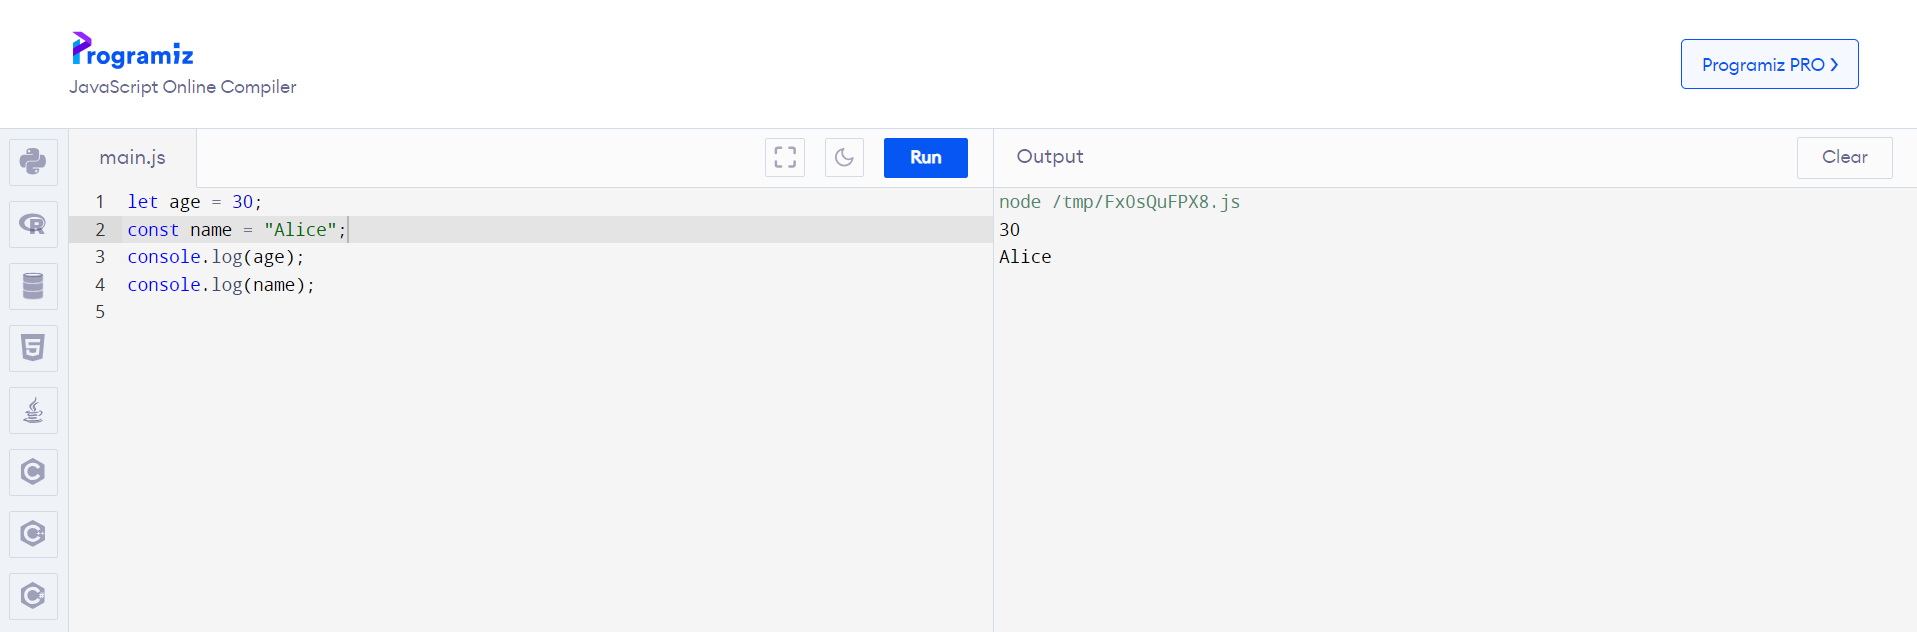 Programiz
JavaScript Online Compiler
Programiz PRO
main.js
Run
Output
Clear
1 let age = 30;
2 const name = "Alice";
3 console.log(age);
4 console.log(name);
5
node /tmp/FxOsQuFPX8.js
30
Alice